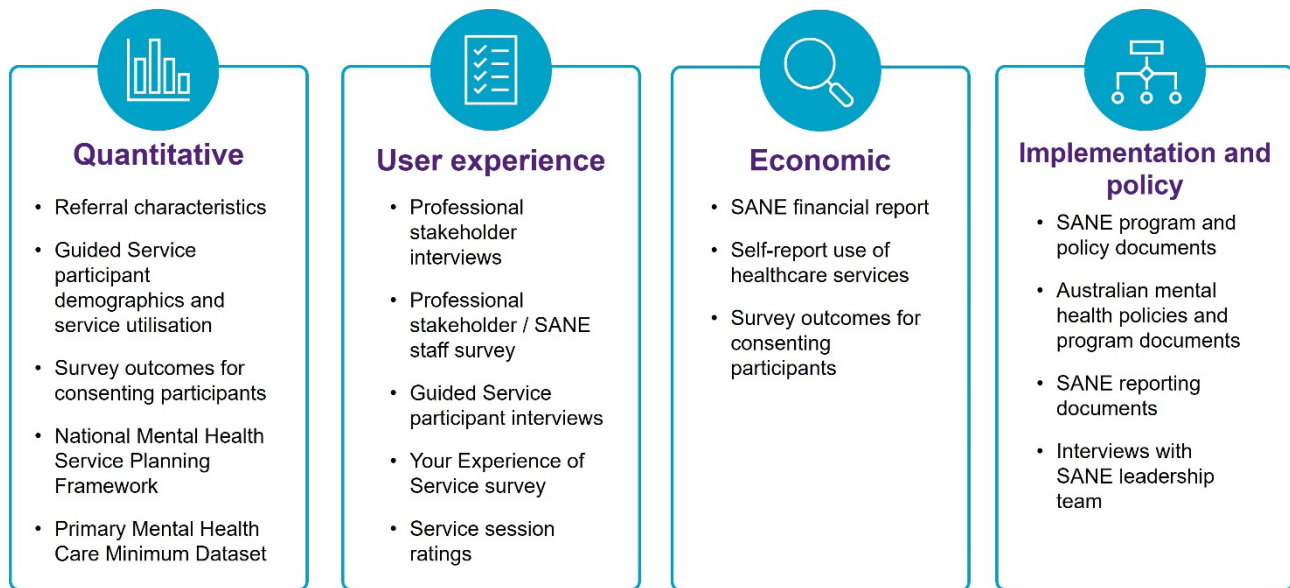 Quantitative
• Referral characteristics
• Guided Service
participant
demographics and
service utilisation
• Survey outcomes for
consenting participants
• National Mental Health
Service Planning
Framework
• Primary Mental Health
Care Minimum Dataset
User experience
• Professional
stakeholder
interviews
• Professional
stakeholder / SANE
staff survey
• Guided Service
participant interviews
• Your Experience of
Service survey
• Service session
ratings
Economic
• SANE financial report
• Self-report use of
healthcare services
• Survey outcomes for
consenting
participants
Implementation and
policy
• SANE program and
policy documents
• Australian mental
health policies and
program documents
• SANE reporting
documents
• Interviews with
SANE leadership
team